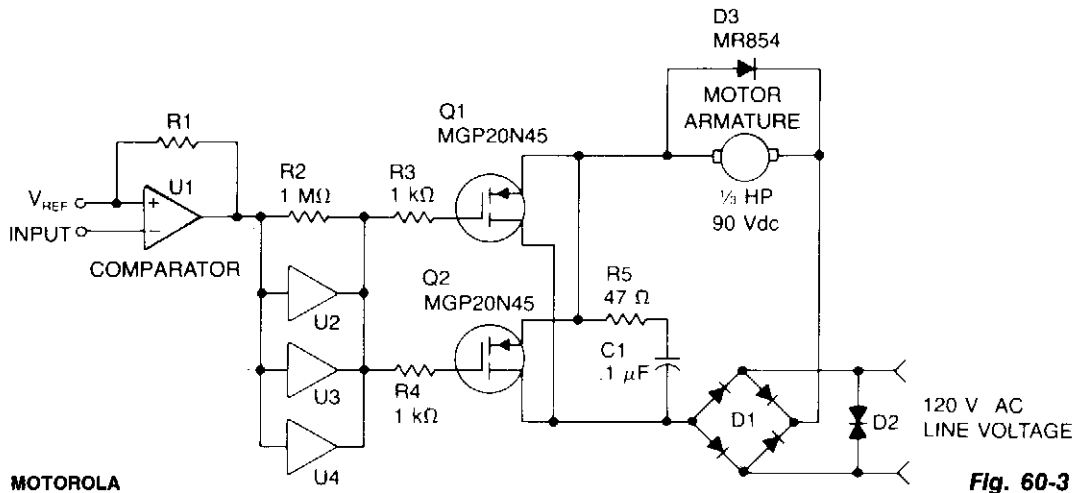 D3
MR854
MOTOR
ARMATURE
⅓ HP
90 Vdc
Q1
MGP20N45
R1
R2
1 MΩ
R3
1 kΩ
V_REF
+
U1
INPUT
−
COMPARATOR
U2
U3
U4
Q2
MGP20N45
R4
1 kΩ
R5
47 Ω
C1
.1 μF
D1
D2
120 V AC
LINE VOLTAGE
MOTOROLA
Fig. 60-3